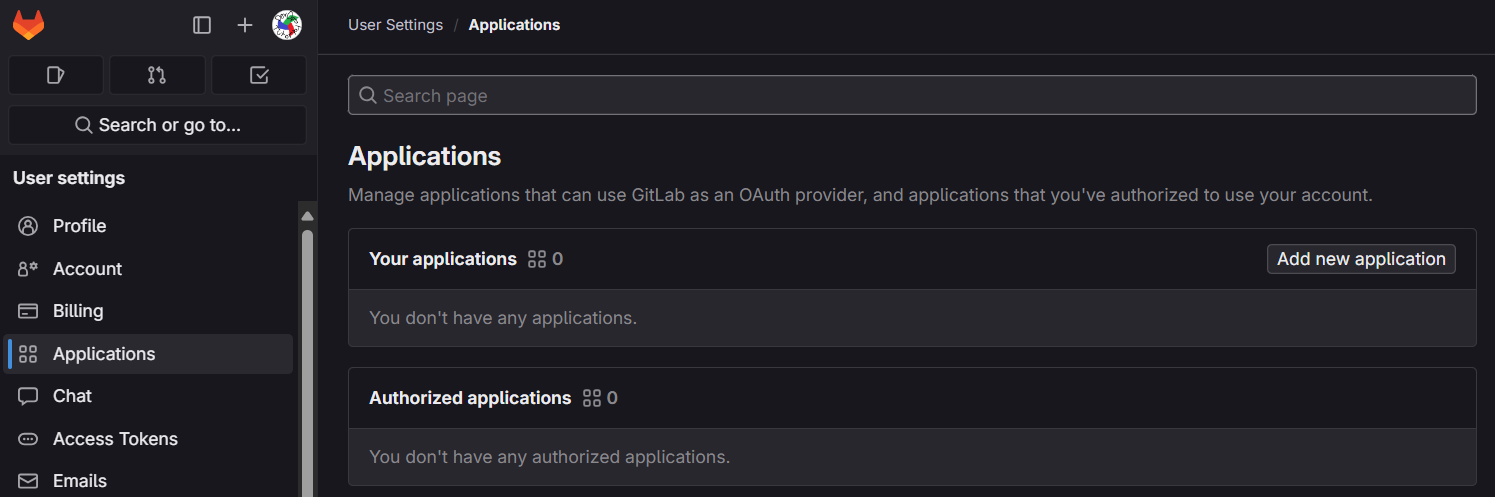 User Settings / Applications
Search or go to...
User settings
Profile
Account
Billing
Applications
Chat
Access Tokens
Emails
Search page
Applications
Manage applications that can use GitLab as an OAuth provider, and applications that you've authorized to use your account.
Your applications 0
Add new application
You don't have any applications.
Authorized applications 0
You don't have any authorized applications.